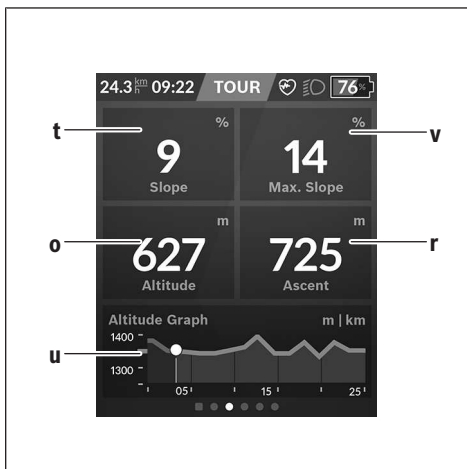 24.3 km/h 09:22 TOUR 76%
t % % v
9 14
Slope Max. Slope
o m m r
627 725
Altitude Ascent
Altitude Graph m | km
u 1400
1300
05 15 25